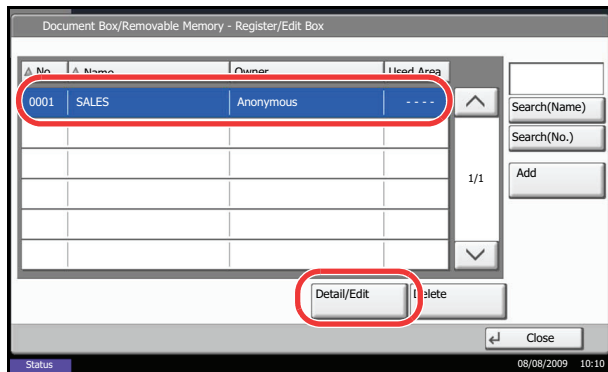 Document Box/Removable Memory - Register/Edit Box
No. Name Owner Used Area
0001 SALES Anonymous ----
Search(Name)
Search(No.)
Add
1/1
Detail/Edit Delete
Close
Status 08/08/2009 10:10